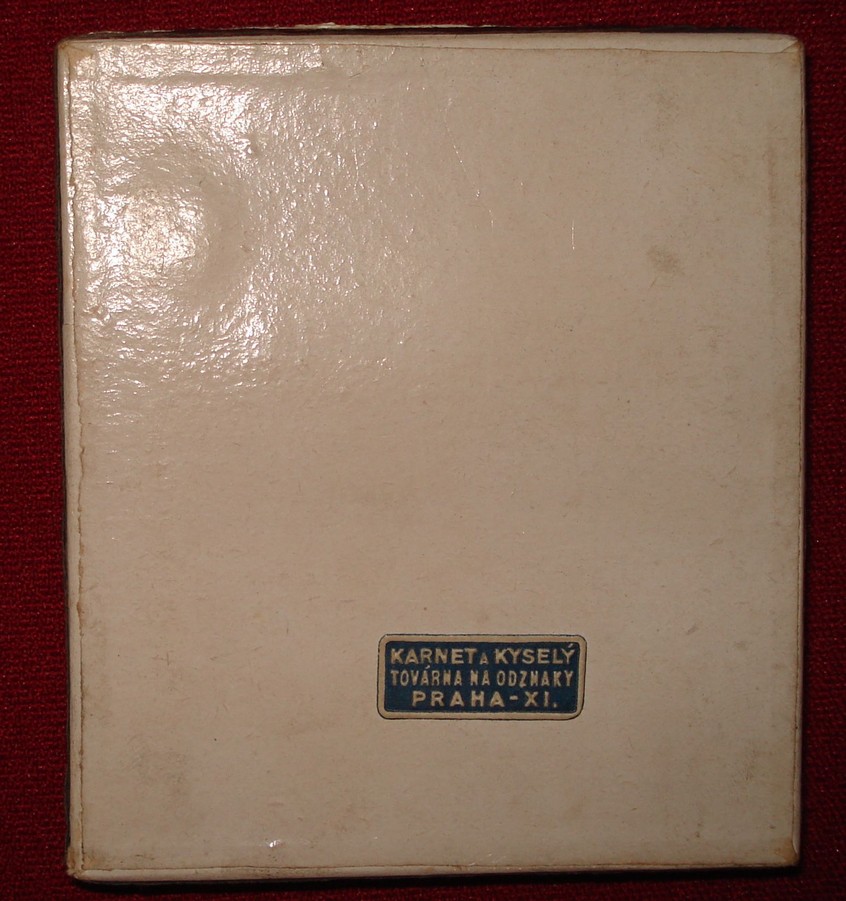 KARNET A KYSELÝ
TOVÁRNA NA ODZNAKY
PRAHA-XI.